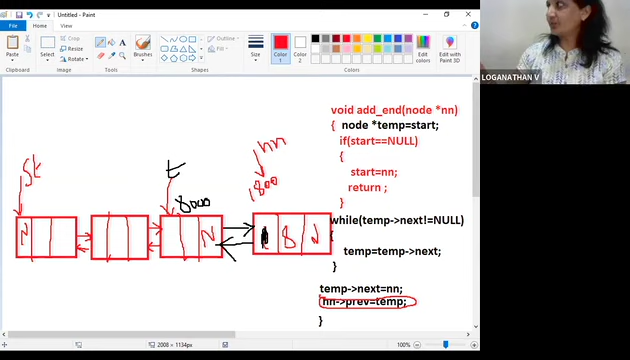 Untitled - Paint
File
Home
View
Paste
Clipboard
Select
Crop
Resize
Rotate
Image
Tools
Shapes
Outline
Fill
Size
Color 1
Color 2
Colors
Edit colors
Edit with Paint 3D
LOGANATHAN V
void add_end(node *nn)
{ node *temp=start;
if(start==NULL)
{
start=nn;
return ;
}
while(temp->next!=NULL)
{
temp=temp->next;
}
temp->next=nn;
nn->prev=temp;
}
St
t
nn
1800
8000
N
N
8
2008 × 1134px
100%